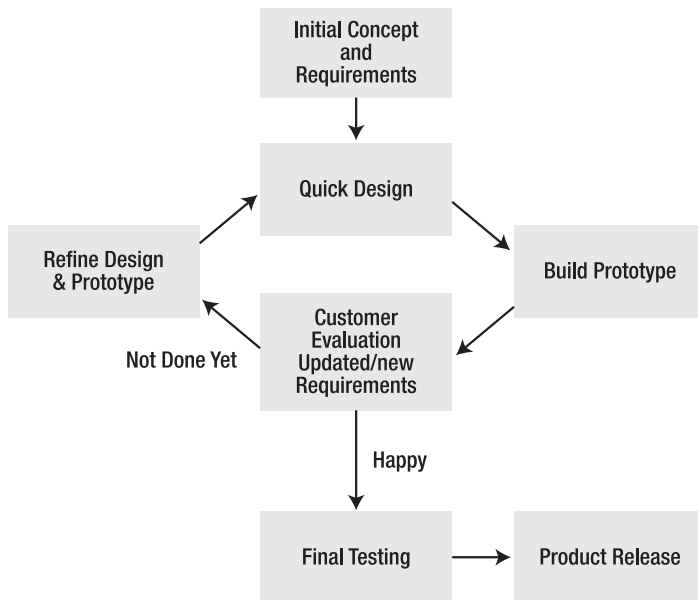 Initial Concept
and
Requirements
Quick Design
Refine Design
& Prototype
Build Prototype
Customer
Evaluation
Updated/new
Requirements
Not Done Yet
Happy
Final Testing
Product Release